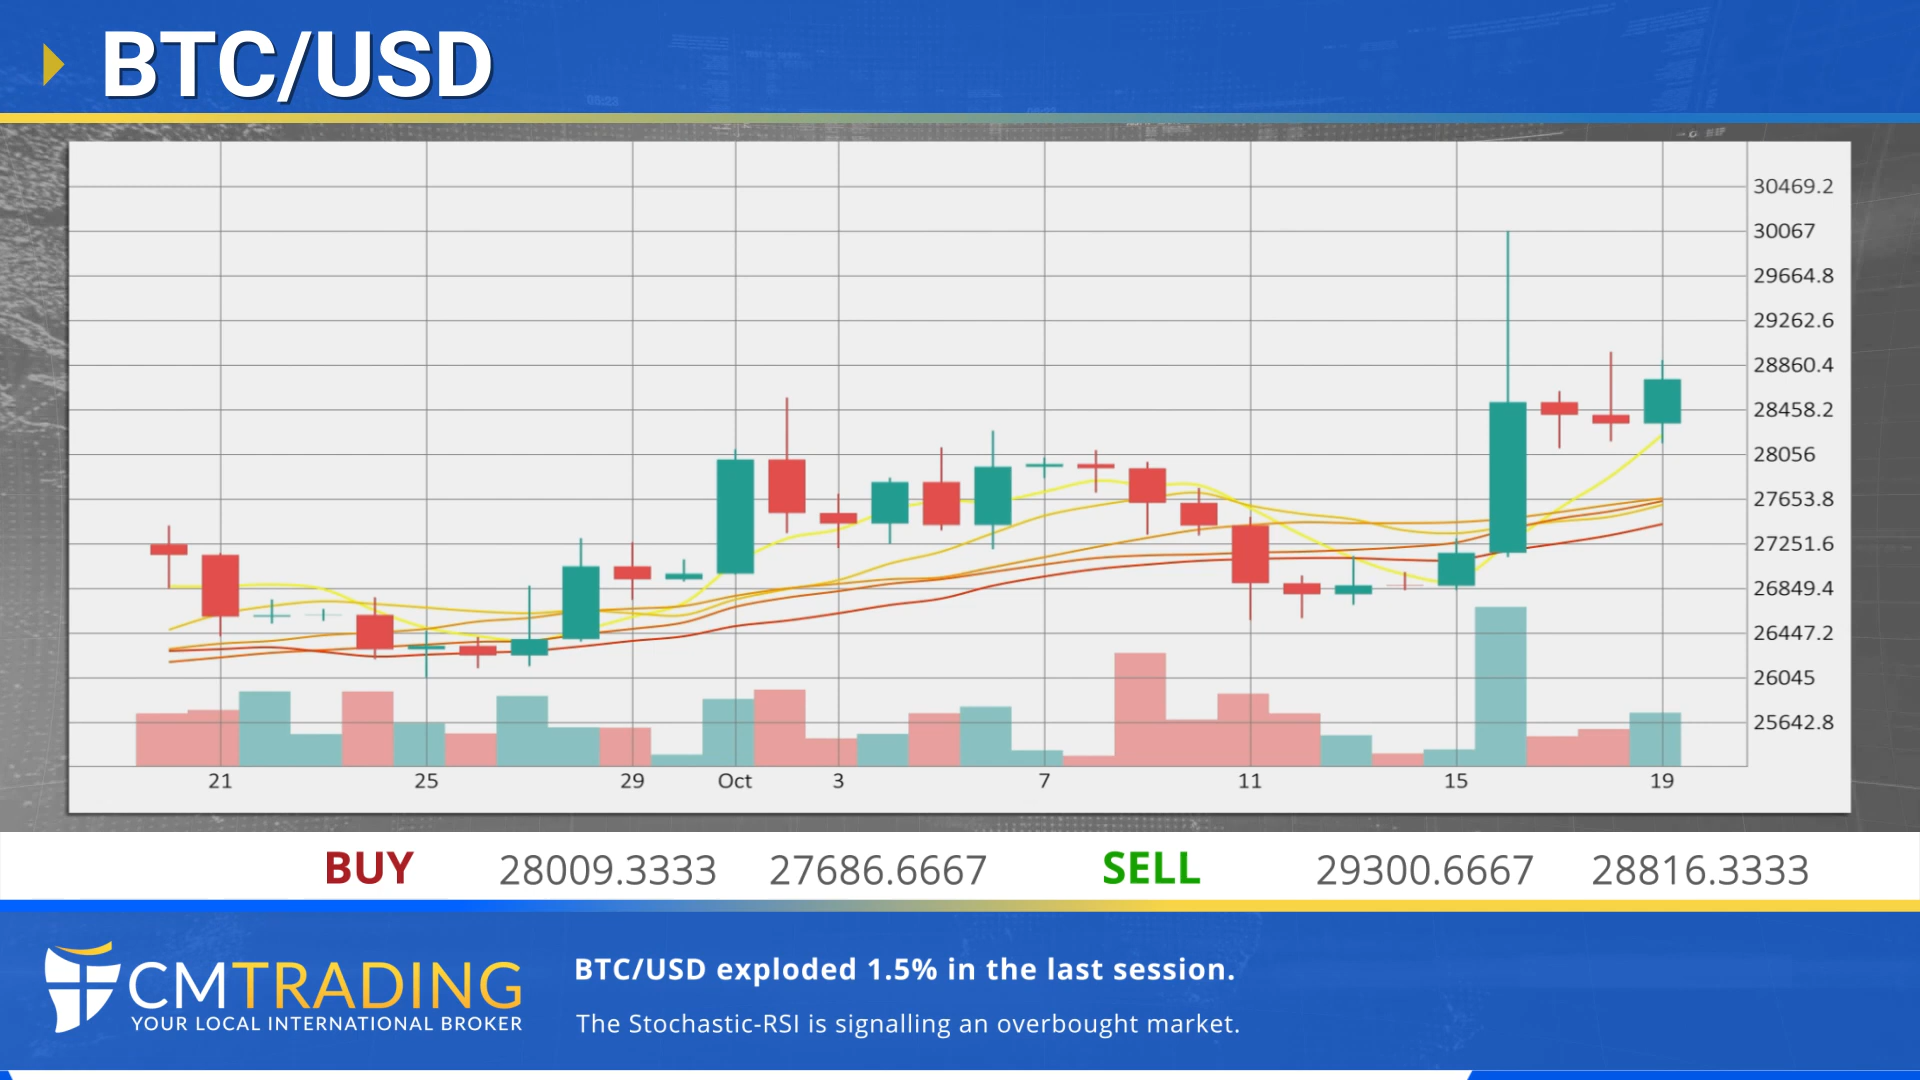 BTC/USD
30469.2
30067
29664.8
29262.6
28860.4
28458.2
28056
27653.8
27251.6
26849.4
26447.2
26045
25642.8
21 25 29 Oct 3 7 11 15 19
BUY 28009.3333 27686.6667 SELL 29300.6667 28816.3333
CMTRADING
YOUR LOCAL INTERNATIONAL BROKER
BTC/USD exploded 1.5% in the last session.
The Stochastic-RSI is signalling an overbought market.